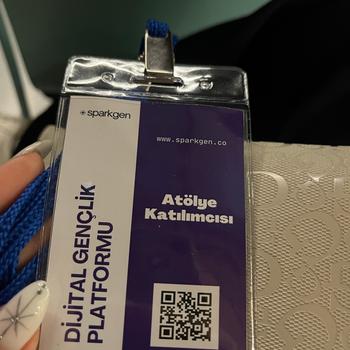 sparkgen
www.sparkgen.co
Atölye
Katılımcısı
DİJİTAL GENÇLİK
PLATFORMU